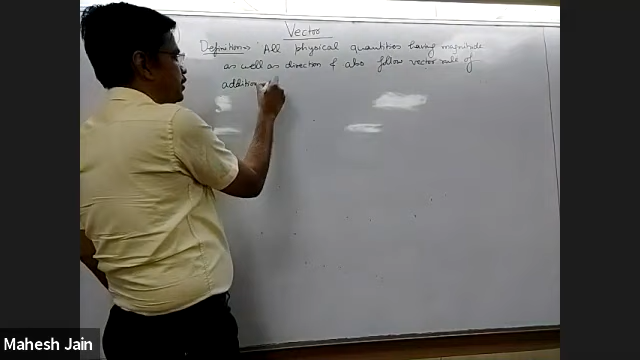 Vector
Definition → All physical quantities having magnitude
as well as direction & also follow vector rule of
addition
Mahesh Jain